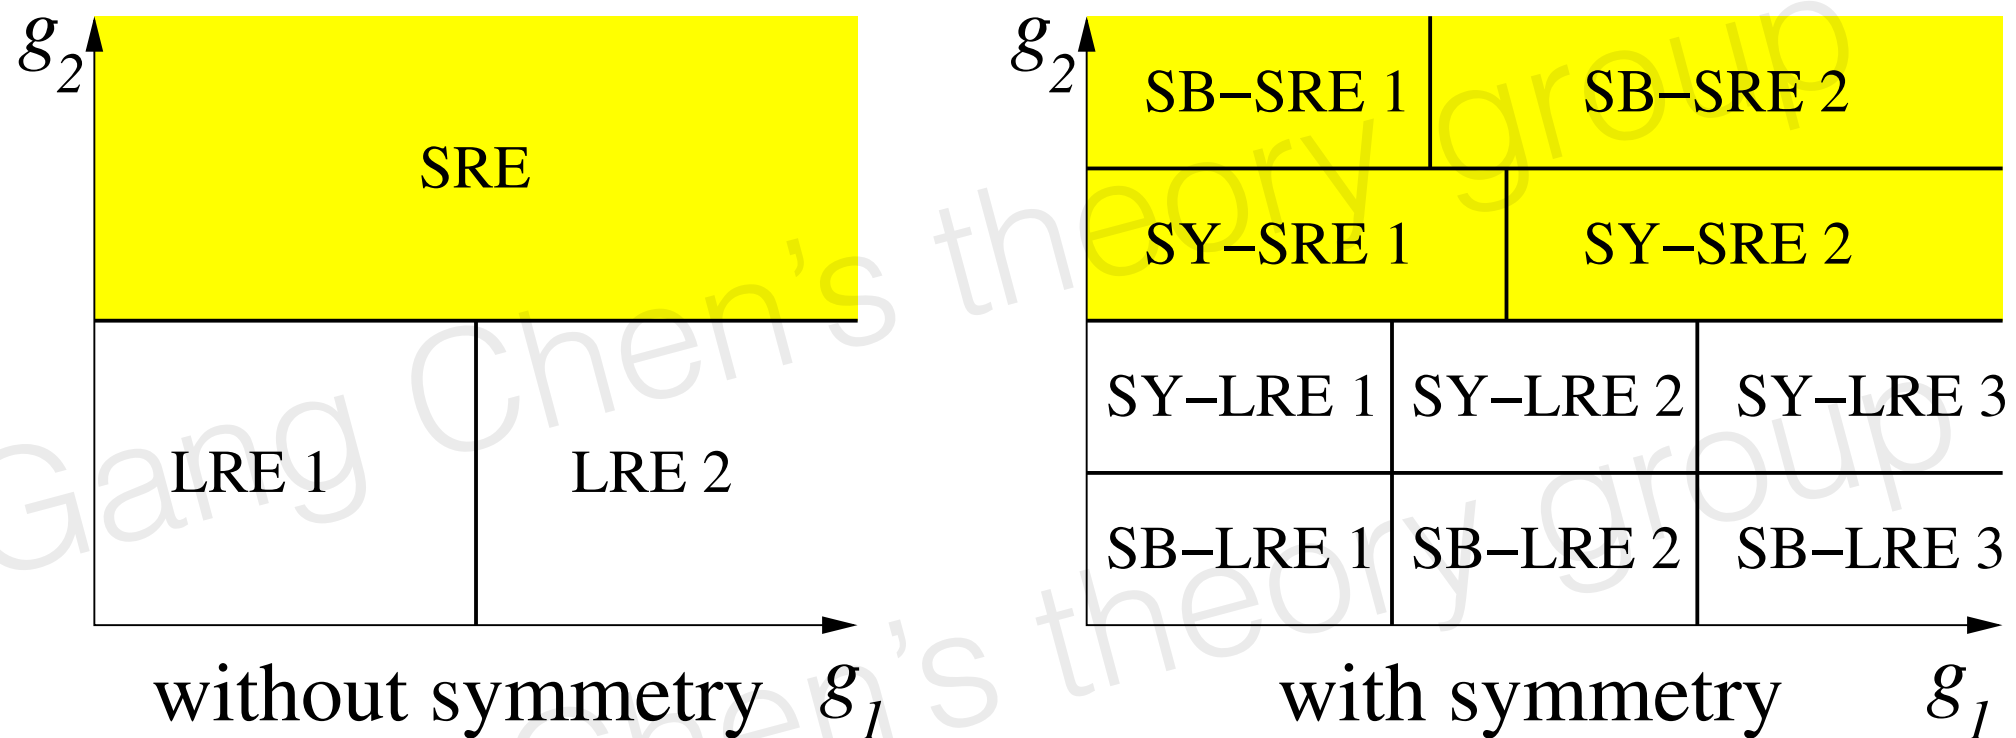 g2
SRE
LRE 1 LRE 2
without symmetry g1
g2
SB−SRE 1 SB−SRE 2
SY−SRE 1 SY−SRE 2
SY−LRE 1 SY−LRE 2 SY−LRE 3
SB−LRE 1 SB−LRE 2 SB−LRE 3
with symmetry g1
Gang Chen's theory group
Chen's theory group